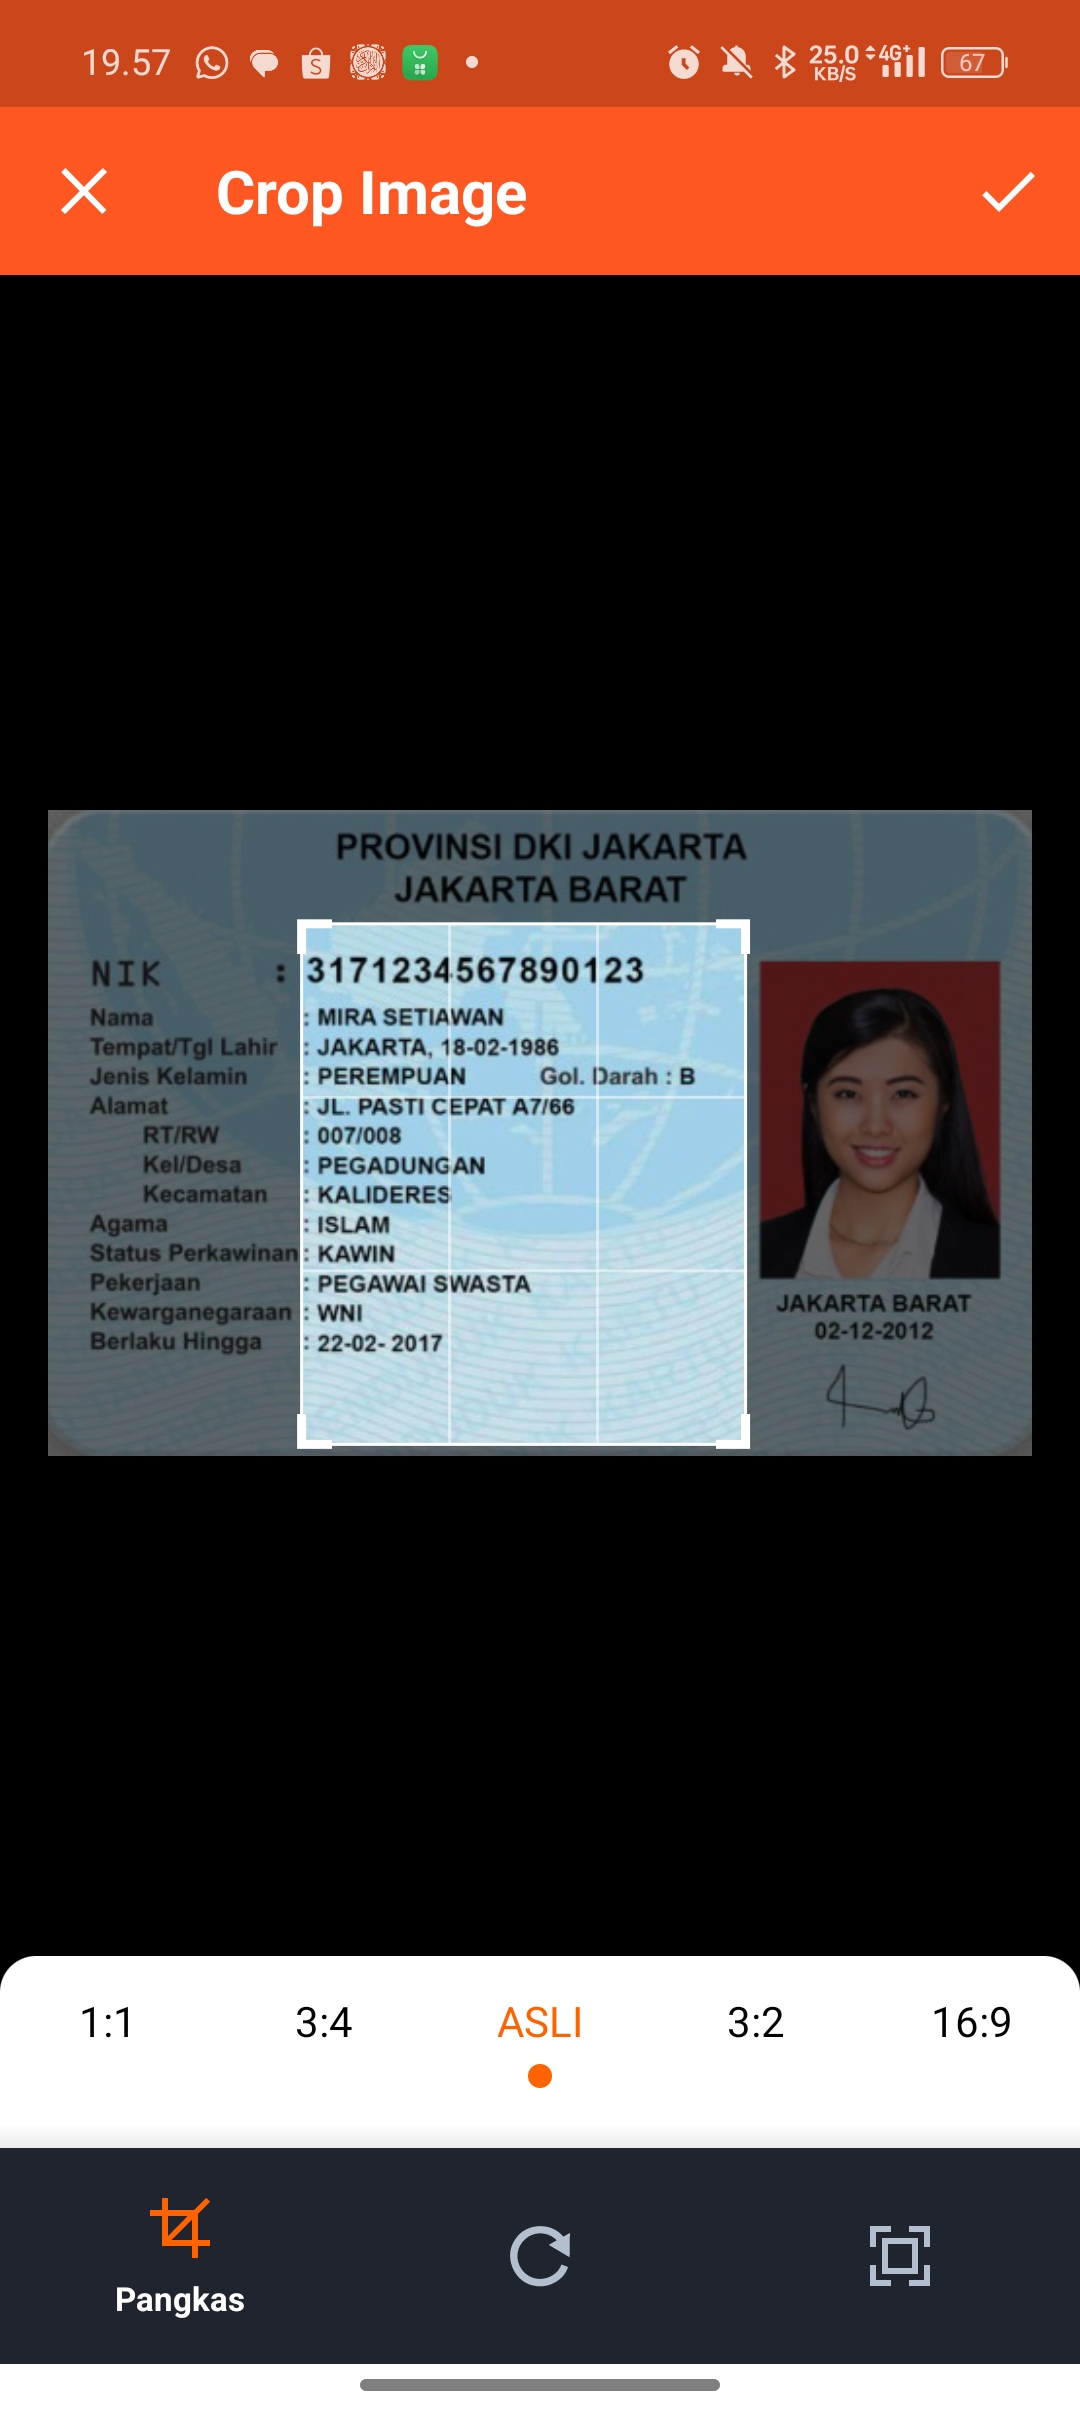 19.57
25.0 KB/S 4G+ 67
Crop Image
PROVINSI DKI JAKARTA
JAKARTA BARAT
NIK : 3171234567890123
Nama : MIRA SETIAWAN
Tempat/Tgl Lahir : JAKARTA, 18-02-1986
Jenis Kelamin : PEREMPUAN Gol. Darah : B
Alamat : JL. PASTI CEPAT A7/66
RT/RW : 007/008
Kel/Desa : PEGADUNGAN
Kecamatan : KALIDERES
Agama : ISLAM
Status Perkawinan : KAWIN
Pekerjaan : PEGAWAI SWASTA
Kewarganegaraan : WNI
Berlaku Hingga : 22-02- 2017
JAKARTA BARAT
02-12-2012
1:1 3:4 ASLI 3:2 16:9
Pangkas